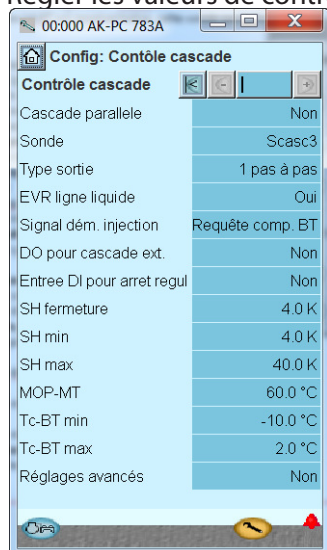 Régler les valeurs de contr
00:000 AK-PC 783A
Config: Contôle cascade
Contrôle cascade
Cascade parallele Non
Sonde Scasc3
Type sortie 1 pas à pas
EVR ligne liquide Oui
Signal dém. injection Requête comp. BT
DO pour cascade ext. Non
Entree DI pour arret regul Non
SH fermeture 4.0 K
SH min 4.0 K
SH max 40.0 K
MOP-MT 60.0 °C
Tc-BT min -10.0 °C
Tc-BT max 2.0 °C
Réglages avancés Non